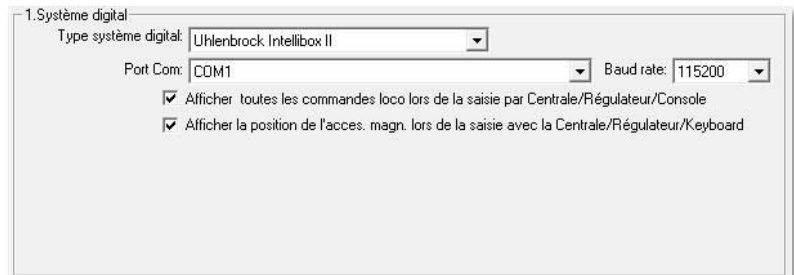 1.Système digital
Type système digital: Uhlenbrock Intellibox II
Port Com: COM1 Baud rate: 115200
Afficher toutes les commandes loco lors de la saisie par Centrale/Régulateur/Console
Afficher la position de l'acces. magn. lors de la saisie avec la Centrale/Régulateur/Keyboard